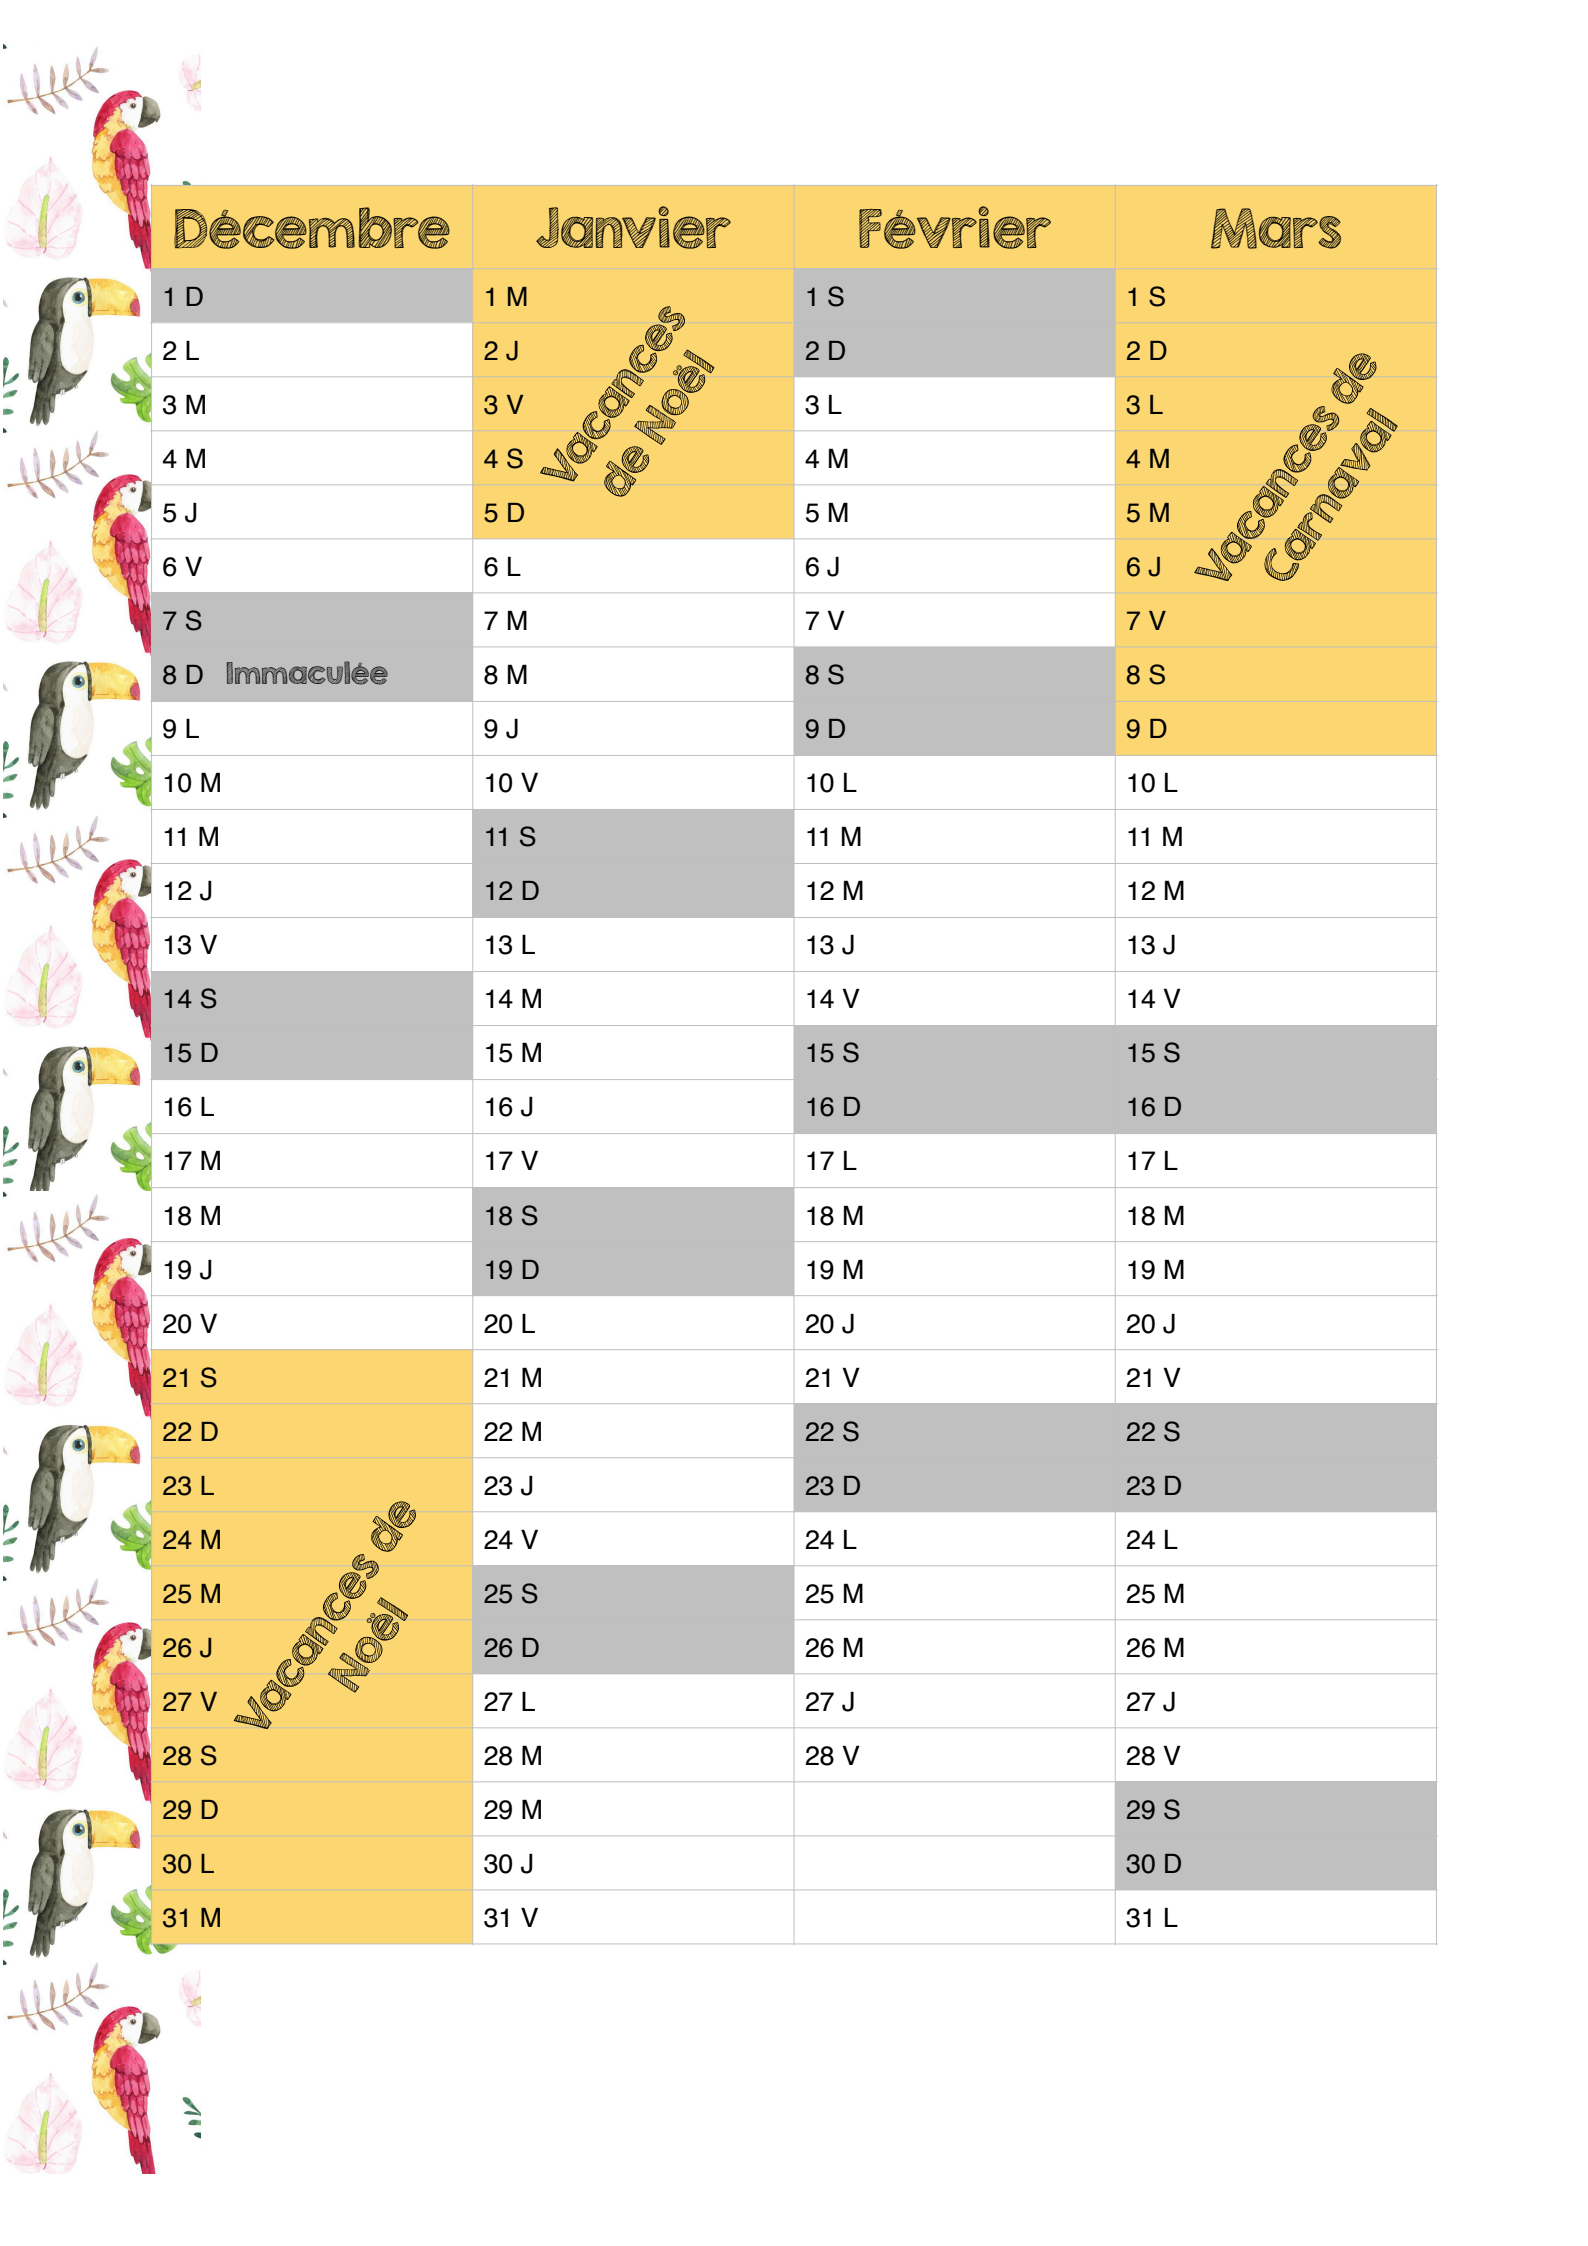 Décembre Janvier Février Mars
1 D 1 M 1 S 1 S
2 L 2 J 2 D 2 D
3 M 3 V 3 L 3 L
4 M 4 S 4 M 4 M
5 J 5 D 5 M 5 M
Vacances
de Noël
Vacances de
Carnaval
6 V 6 L 6 J 6 J
7 S 7 M 7 V 7 V
8 D Immaculée 8 M 8 S 8 S
9 L 9 J 9 D 9 D
10 M 10 V 10 L 10 L
11 M 11 S 11 M 11 M
12 J 12 D 12 M 12 M
13 V 13 L 13 J 13 J
14 S 14 M 14 V 14 V
15 D 15 M 15 S 15 S
16 L 16 J 16 D 16 D
17 M 17 V 17 L 17 L
18 M 18 S 18 M 18 M
19 J 19 D 19 M 19 M
20 V 20 L 20 J 20 J
21 S 21 M 21 V 21 V
22 D 22 M 22 S 22 S
23 L 23 J 23 D 23 D
24 M 24 V 24 L 24 L
25 M 25 S 25 M 25 M
26 J 26 D 26 M 26 M
27 V 27 L 27 J 27 J
Vacances de
Noël
28 S 28 M 28 V 28 V
29 D 29 M 29 S
30 L 30 J 30 D
31 M 31 V 31 L